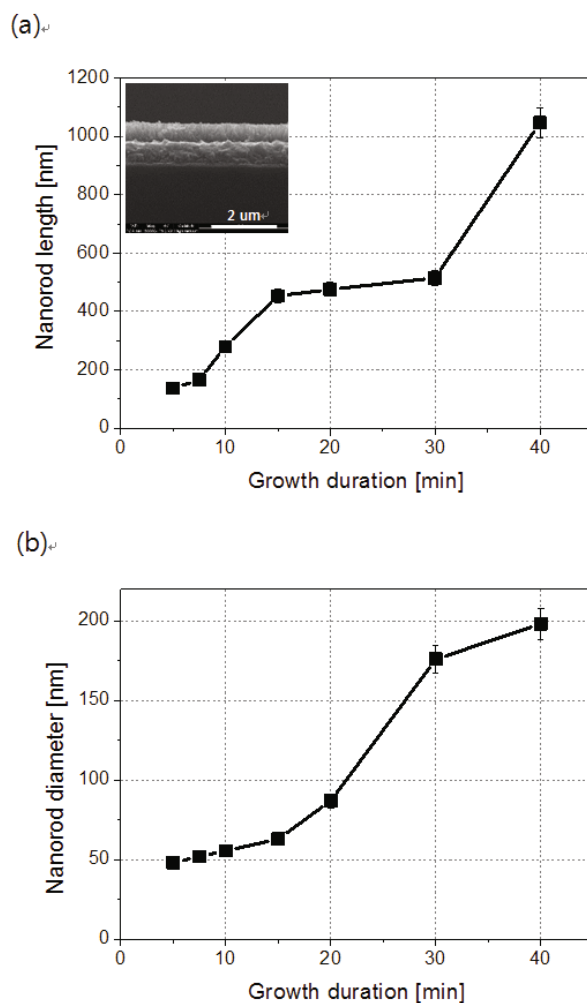 (a)↵
1200
1000
800
600
400
200
0
Nanorod length [nm]
2 um↵
0 10 20 30 40
Growth duration [min]
(b)↵
200
150
100
50
0
Nanorod diameter [nm]
0 10 20 30 40
Growth duration [min]